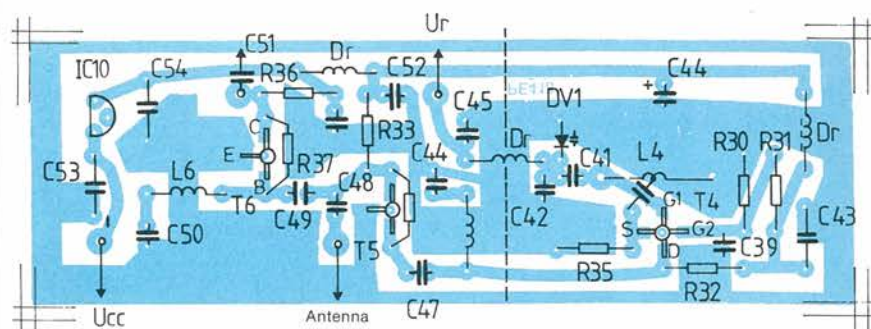 Ur
IC10
C54
C51
Dr
R36
C52
C44
C45
DV1
R30
R31
Dr
C
E
B
R37
R33
Dr
C41
L4
C53
L6
T6
C49
C48
C44
C42
G1
T4
S
G2
D
C39
C43
C50
T5
C47
R35
R32
Ucc
Antenna